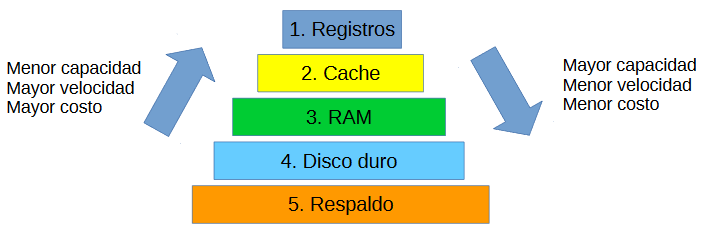 1. Registros
Menor capacidad
Mayor velocidad
Mayor costo
2. Cache
Mayor capacidad
Menor velocidad
Menor costo
3. RAM
4. Disco duro
5. Respaldo